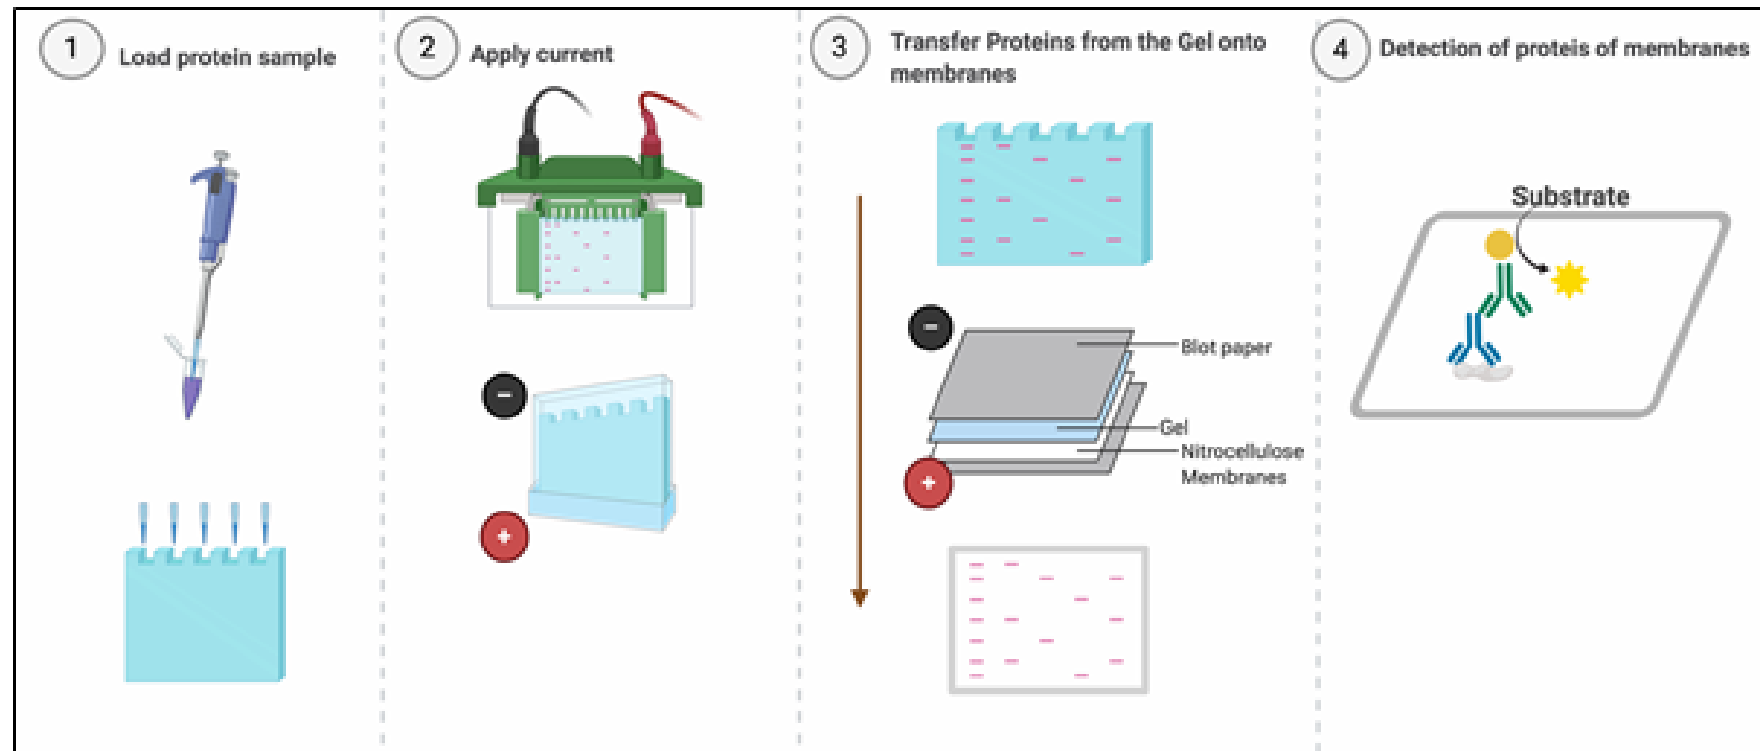 1
Load protein sample
2
Apply current
3
Transfer Proteins from the Gel onto
membranes
4
Detection of proteis of membranes
−
+
−
Blot paper
Gel
Nitrocellulose
Membranes
+
Substrate